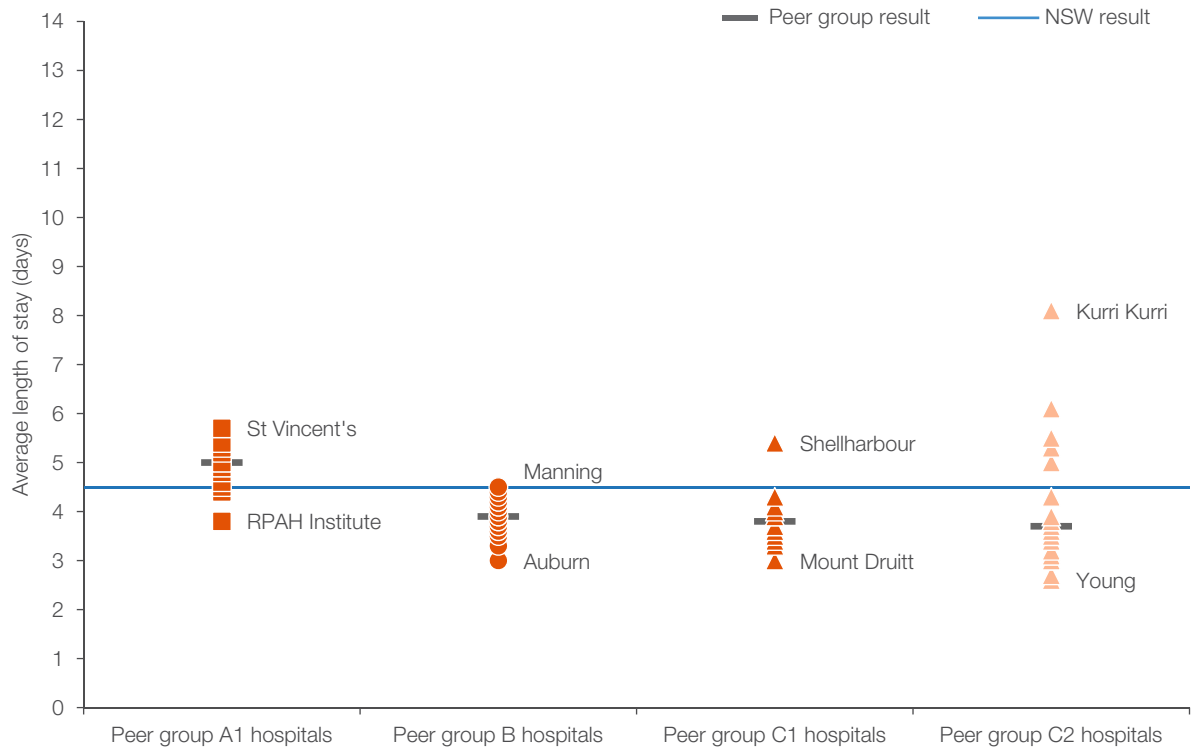 Peer group result
NSW result
Average length of stay (days)
14
13
12
11
10
9
8
7
6
5
4
3
2
1
0
St Vincent's
RPAH Institute
Manning
Auburn
Shellharbour
Mount Druitt
Kurri Kurri
Young
Peer group A1 hospitals
Peer group B hospitals
Peer group C1 hospitals
Peer group C2 hospitals